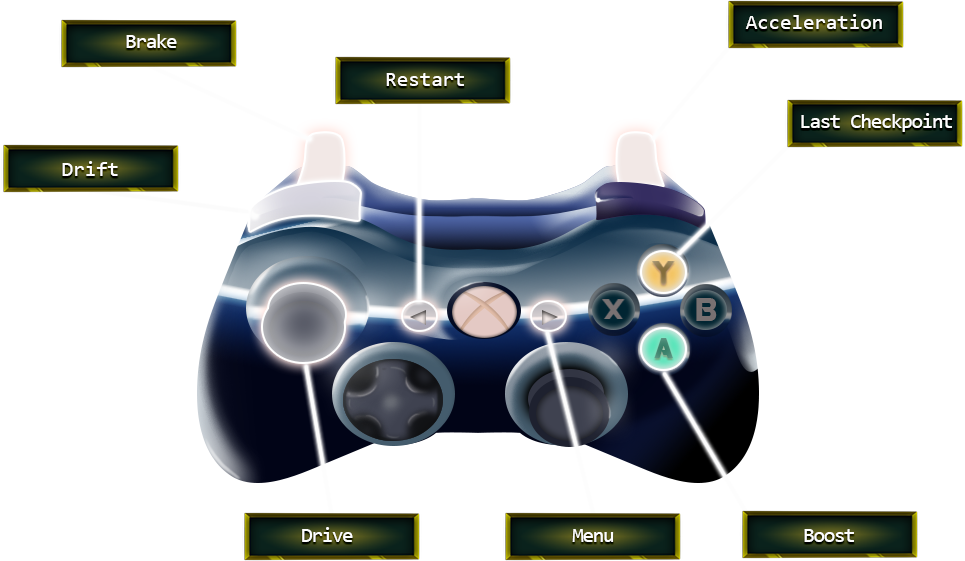 Acceleration
Brake
Restart
Last Checkpoint
Drift
Y
X
B
A
Drive
Menu
Boost